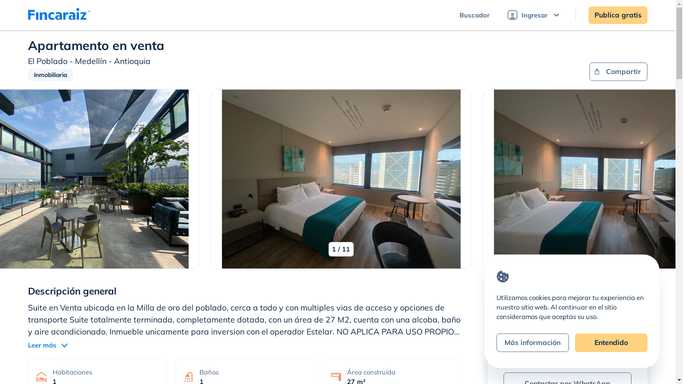 Fincaraiz
Buscador
Ingresar
Publica gratis
Apartamento en venta
El Poblado - Medellín - Antioquia
Inmobiliaria
Compartir
1 / 11
Descripción general
Suite en Venta ubicada en la Milla de oro del poblado, cerca a todo y con multiples vias de acceso y opciones de
transporte Suite totalmente terminada, completamente dotada, con un área de 27 M2, cuenta con una alcoba, baño
y aire acondicionado, Inmueble unicamente para inversion con el operador Estelar. NO APLICA PARA USO PROPIO...
Leer más
Habitaciones
1
Baños
1
Área construida
27 m²
Utilizamos cookies para mejorar tu experiencia en
nuestro sitio web. Al continuar en el sitio
consideramos que aceptas su uso.
Más información
Entendido
Contactar por WhatsApp